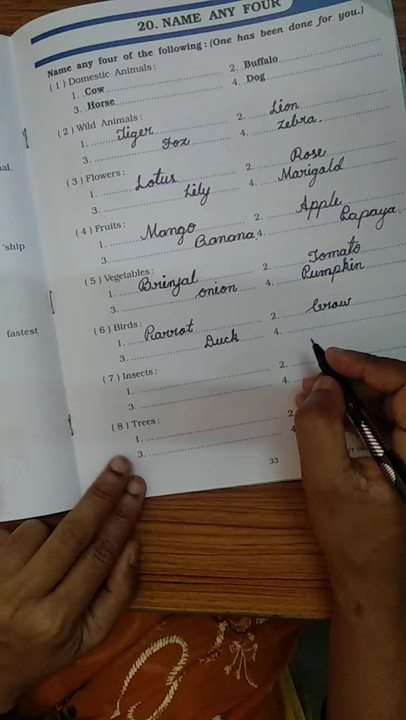 20. NAME ANY FOUR
Name any four of the following : (One has been done for you.)
( 1 ) Domestic Animals :
1. Cow 2. Buffalo
3. Horse 4. Dog
( 2 ) Wild Animals :
1. Tiger 2. Lion
3. Fox 4. Zebra
( 3 ) Flowers :
1. Lotus 2. Rose
3. Lily 4. Marigold
( 4 ) Fruits :
1. Mango 2. Apple
3. Banana 4. Papaya
( 5 ) Vegetables :
1. Brinjal 2. Tomato
3. onion 4. Pumpkin
( 6 ) Birds :
1. Parrot 2. Crow
3. Duck 4.
( 7 ) Insects :
1. 2.
3. 4.
( 8 ) Trees :
1. 2
3. 4
33
'ship
fastest